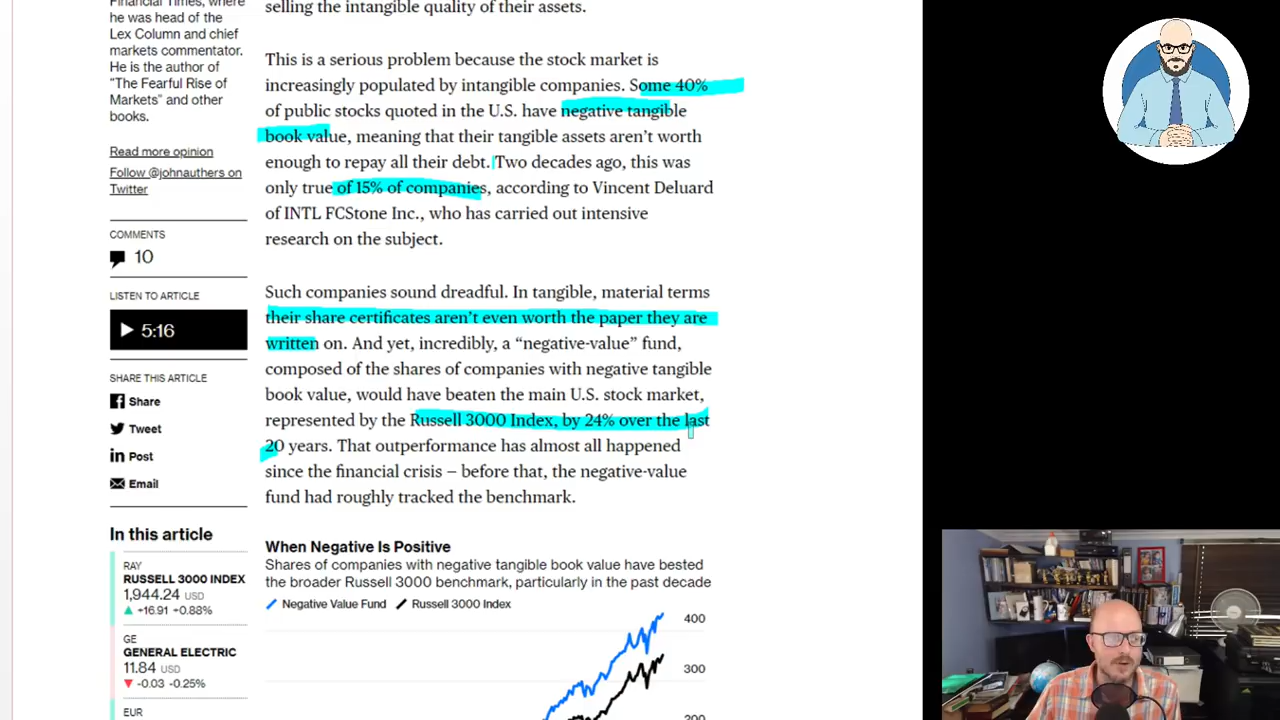 Financial Times, where
he was head of the
Lex Column and chief
markets commentator.
He is the author of
"The Fearful Rise of
Markets" and other
books.
Read more opinion
Follow @johnauthers on
Twitter
COMMENTS
10
LISTEN TO ARTICLE
5:16
SHARE THIS ARTICLE
Share
Tweet
Post
Email
In this article
RAY
RUSSELL 3000 INDEX
1,944.24 USD
+16.91 +0.88%
GE
GENERAL ELECTRIC
11.84 USD
-0.03 -0.25%
EUR
selling the intangible quality of their assets.
This is a serious problem because the stock market is
increasingly populated by intangible companies. Some 40%
of public stocks quoted in the U.S. have negative tangible
book value, meaning that their tangible assets aren't worth
enough to repay all their debt. Two decades ago, this was
only true of 15% of companies, according to Vincent Deluard
of INTL FCStone Inc., who has carried out intensive
research on the subject.
Such companies sound dreadful. In tangible, material terms
their share certificates aren't even worth the paper they are
written on. And yet, incredibly, a "negative-value" fund,
composed of the shares of companies with negative tangible
book value, would have beaten the main U.S. stock market,
represented by the Russell 3000 Index, by 24% over the last
20 years. That outperformance has almost all happened
since the financial crisis – before that, the negative-value
fund had roughly tracked the benchmark.
When Negative Is Positive
Shares of companies with negative tangible book value have bested
the broader Russell 3000 benchmark, particularly in the past decade
Negative Value Fund Russell 3000 Index
400
300
200